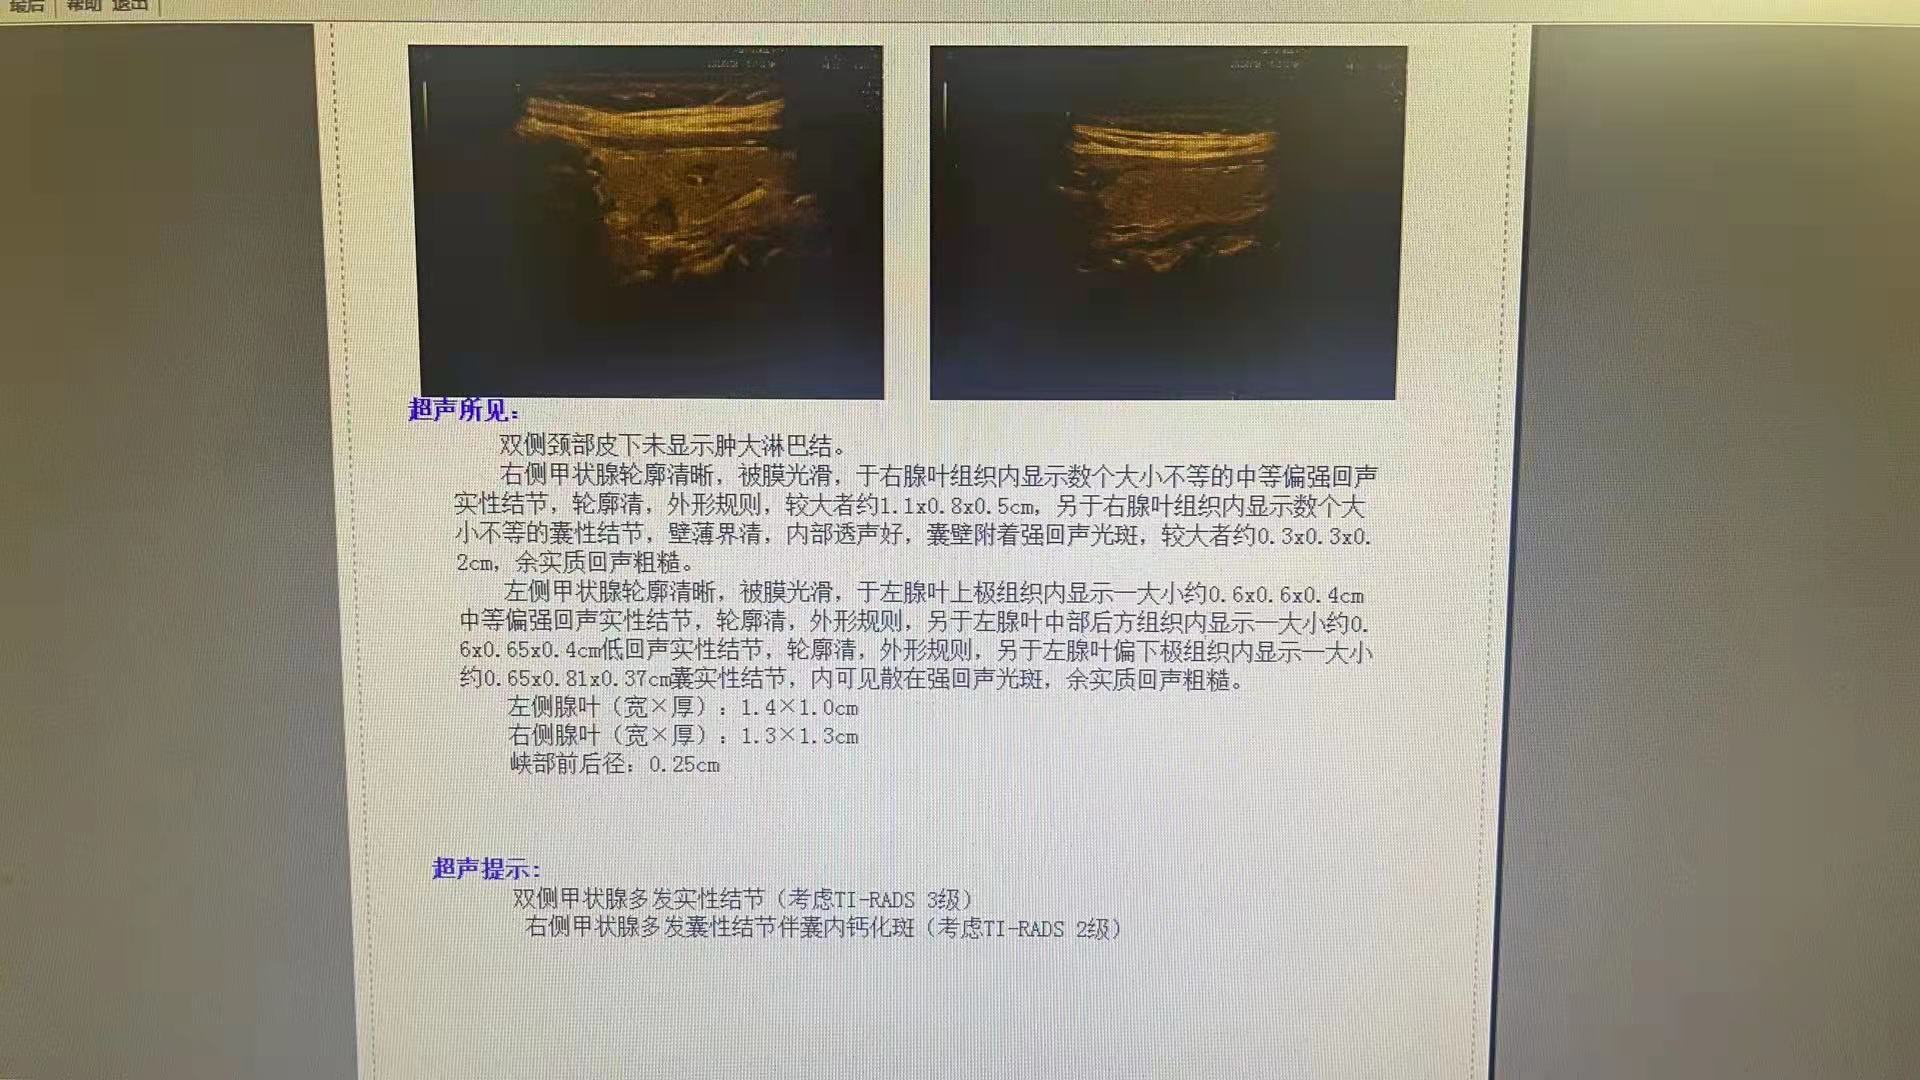 最后 帮助 退出
超声所见：
双侧颈部皮下未显示肿大淋巴结。
右侧甲状腺轮廓清晰，被膜光滑，于右腺叶组织内显示数个大小不等的中等偏强回声
实性结节，轮廓清，外形规则，较大者约1.1x0.8x0.5cm，另于右腺叶组织内显示数个大
小不等的囊性结节，壁薄界清，内部透声好，囊壁附着强回声光斑，较大者约0.3x0.3x0.
2cm，余实质回声粗糙。
左侧甲状腺轮廓清晰，被膜光滑，于左腺叶上极组织内显示一大小约0.6x0.6x0.4cm
中等偏强回声实性结节，轮廓清，外形规则，另于左腺叶中部后方组织内显示一大小约0.
6x0.65x0.4cm低回声实性结节，轮廓清，外形规则，另于左腺叶偏下极组织内显示一大小
约0.65x0.81x0.37cm囊实性结节，内可见散在强回声光斑，余实质回声粗糙。
左侧腺叶（宽×厚）：1.4×1.0cm
右侧腺叶（宽×厚）：1.3×1.3cm
峡部前后径：0.25cm
超声提示：
双侧甲状腺多发实性结节（考虑TI-RADS 3级）
右侧甲状腺多发囊性结节伴囊内钙化斑（考虑TI-RADS 2级）